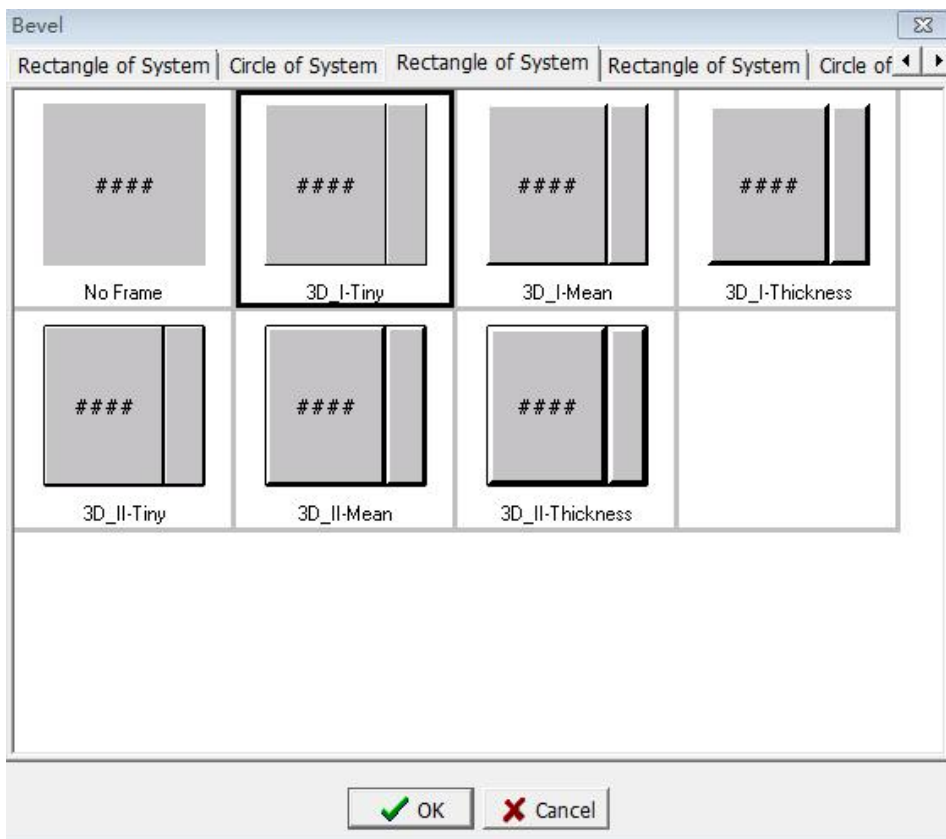 Bevel
Rectangle of System Circle of System Rectangle of System Rectangle of System Circle of
#### #### #### ####
No Frame 3D_I-Tiny 3D_I-Mean 3D_I-Thickness
#### #### ####
3D_II-Tiny 3D_II-Mean 3D_II-Thickness
OK Cancel